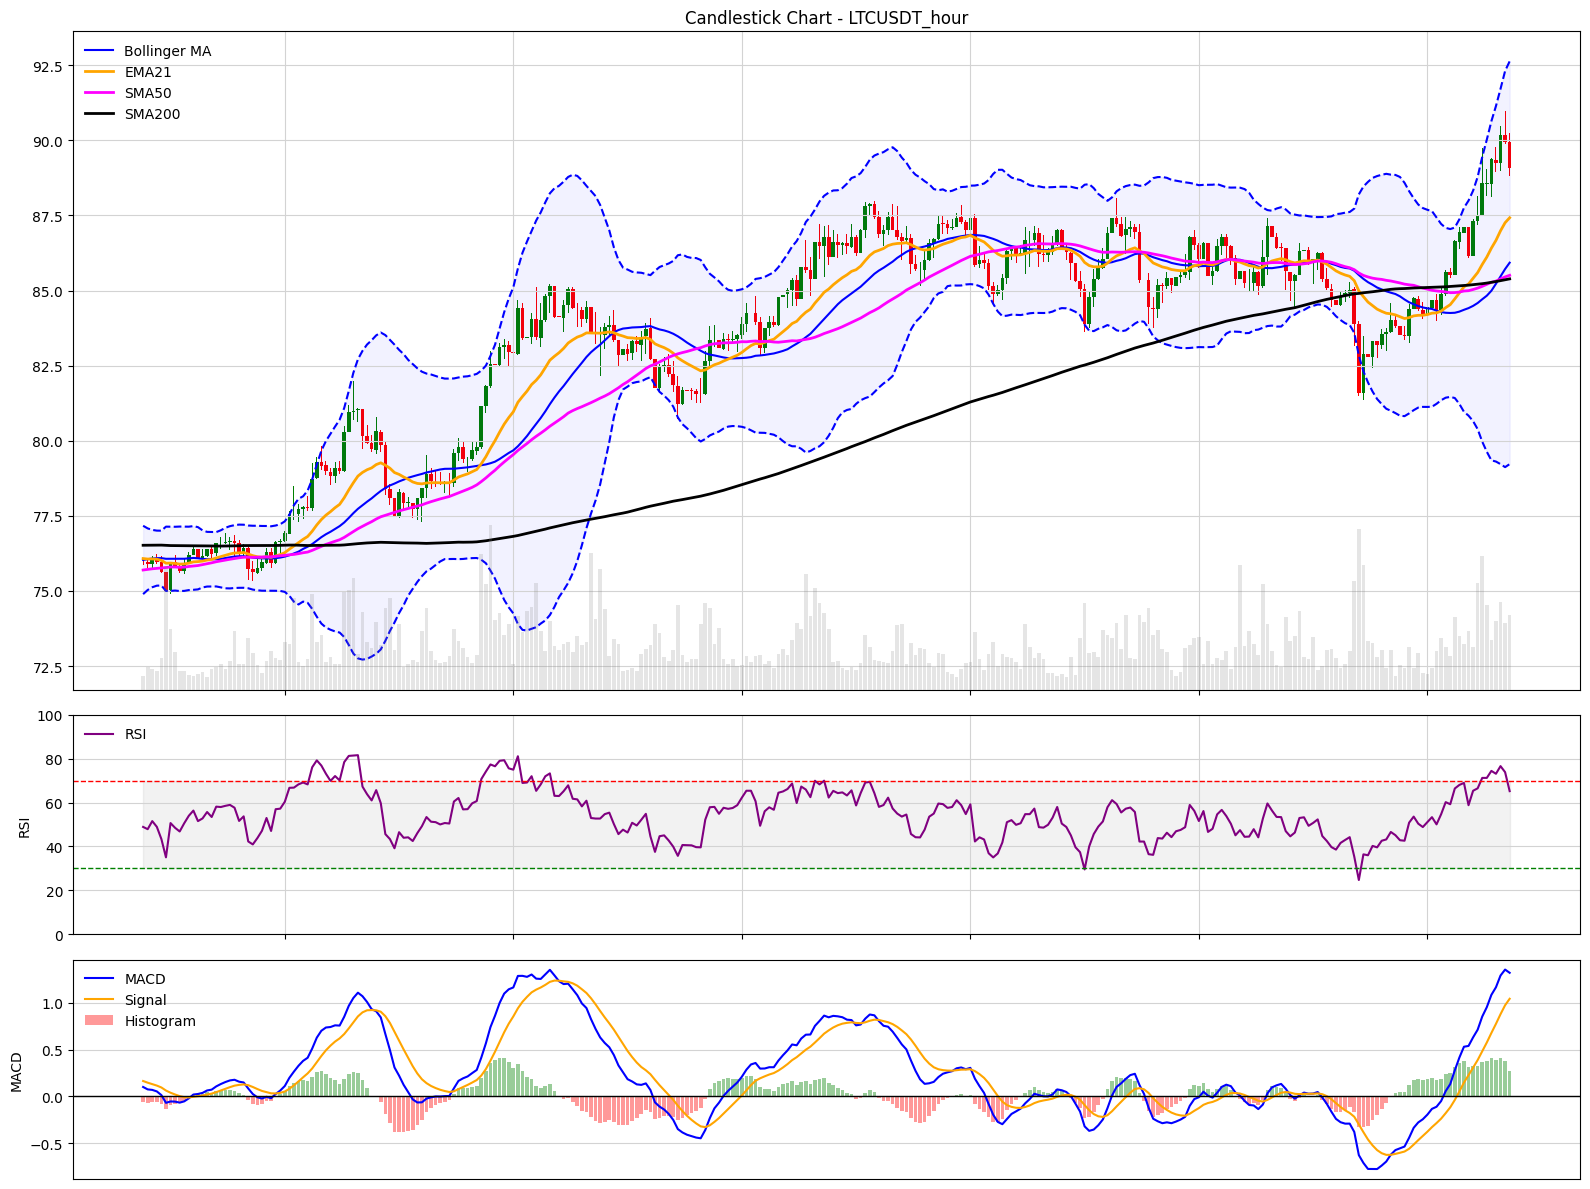 Candlestick Chart - LTCUSDT_hour
Bollinger MA
EMA21
SMA50
SMA200
92.5
90.0
87.5
85.0
82.5
80.0
77.5
75.0
72.5
RSI
100
80
60
40
20
0
RSI
MACD
Signal
Histogram
1.0
0.5
0.0
−0.5
MACD